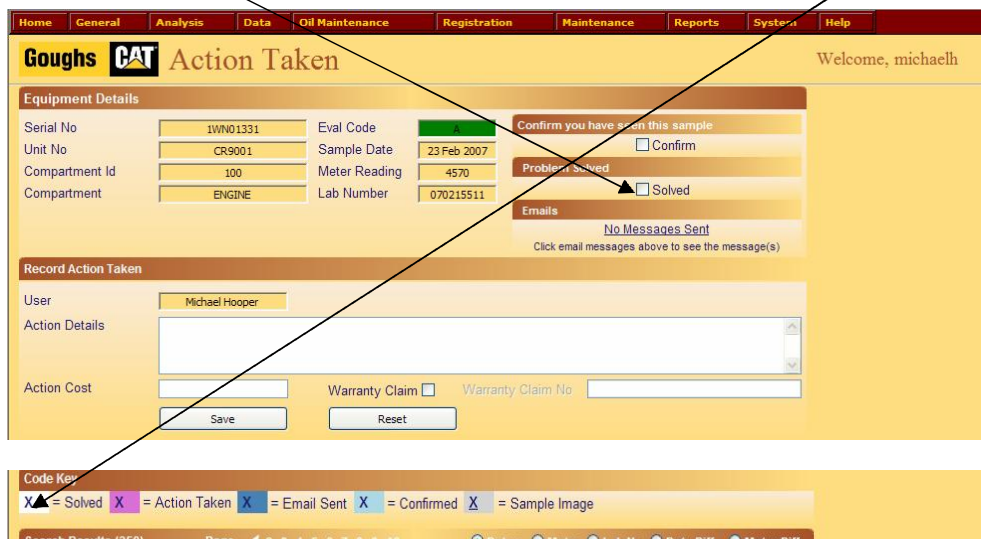 Home General Analysis Data Oil Maintenance Registration Maintenance Reports System Help
Goughs CAT Action Taken Welcome, michaelh
Equipment Details
Serial No 1WN01331 Eval Code A Confirm you have seen this sample
Unit No CR9001 Sample Date 23 Feb 2007 Confirm
Compartment Id 100 Meter Reading 4570 Problem Solved
Compartment ENGINE Lab Number 070215511 Solved
Emails
No Messages Sent
Click email messages above to see the message(s)
Record Action Taken
User Michael Hooper
Action Details
Action Cost Warranty Claim Warranty Claim No
Save Reset
Code Key
X = Solved X = Action Taken X = Email Sent X = Confirmed X = Sample Image